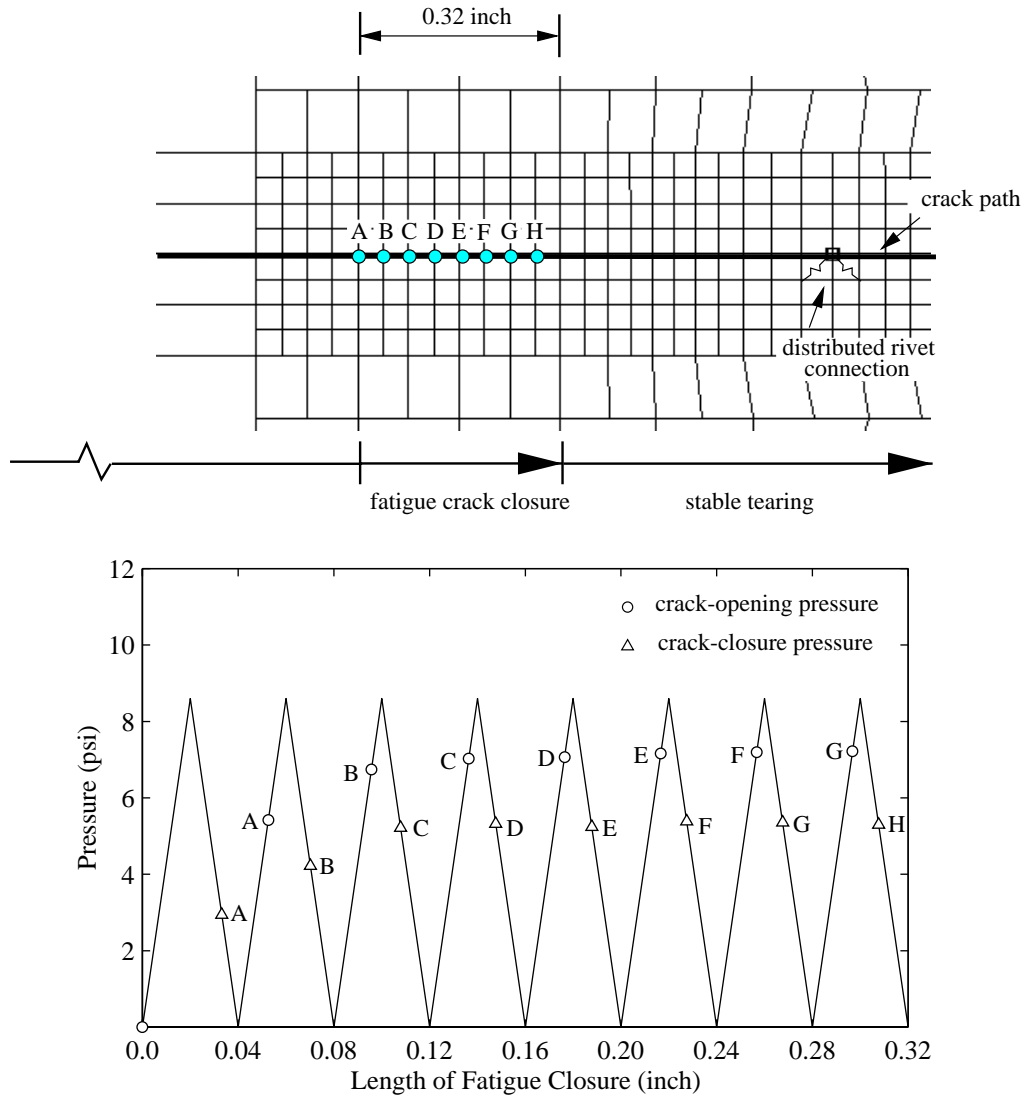 0.32 inch
crack path
A B C D E F G H
distributed rivet
connection
fatigue crack closure
stable tearing
12
10
8
6
4
2
Pressure (psi)
crack-opening pressure
crack-closure pressure
A
A
B
B
C
C
D
D
E
E
F
F
G
G
H
0.0 0.04 0.08 0.12 0.16 0.20 0.24 0.28 0.32
Length of Fatigue Closure (inch)